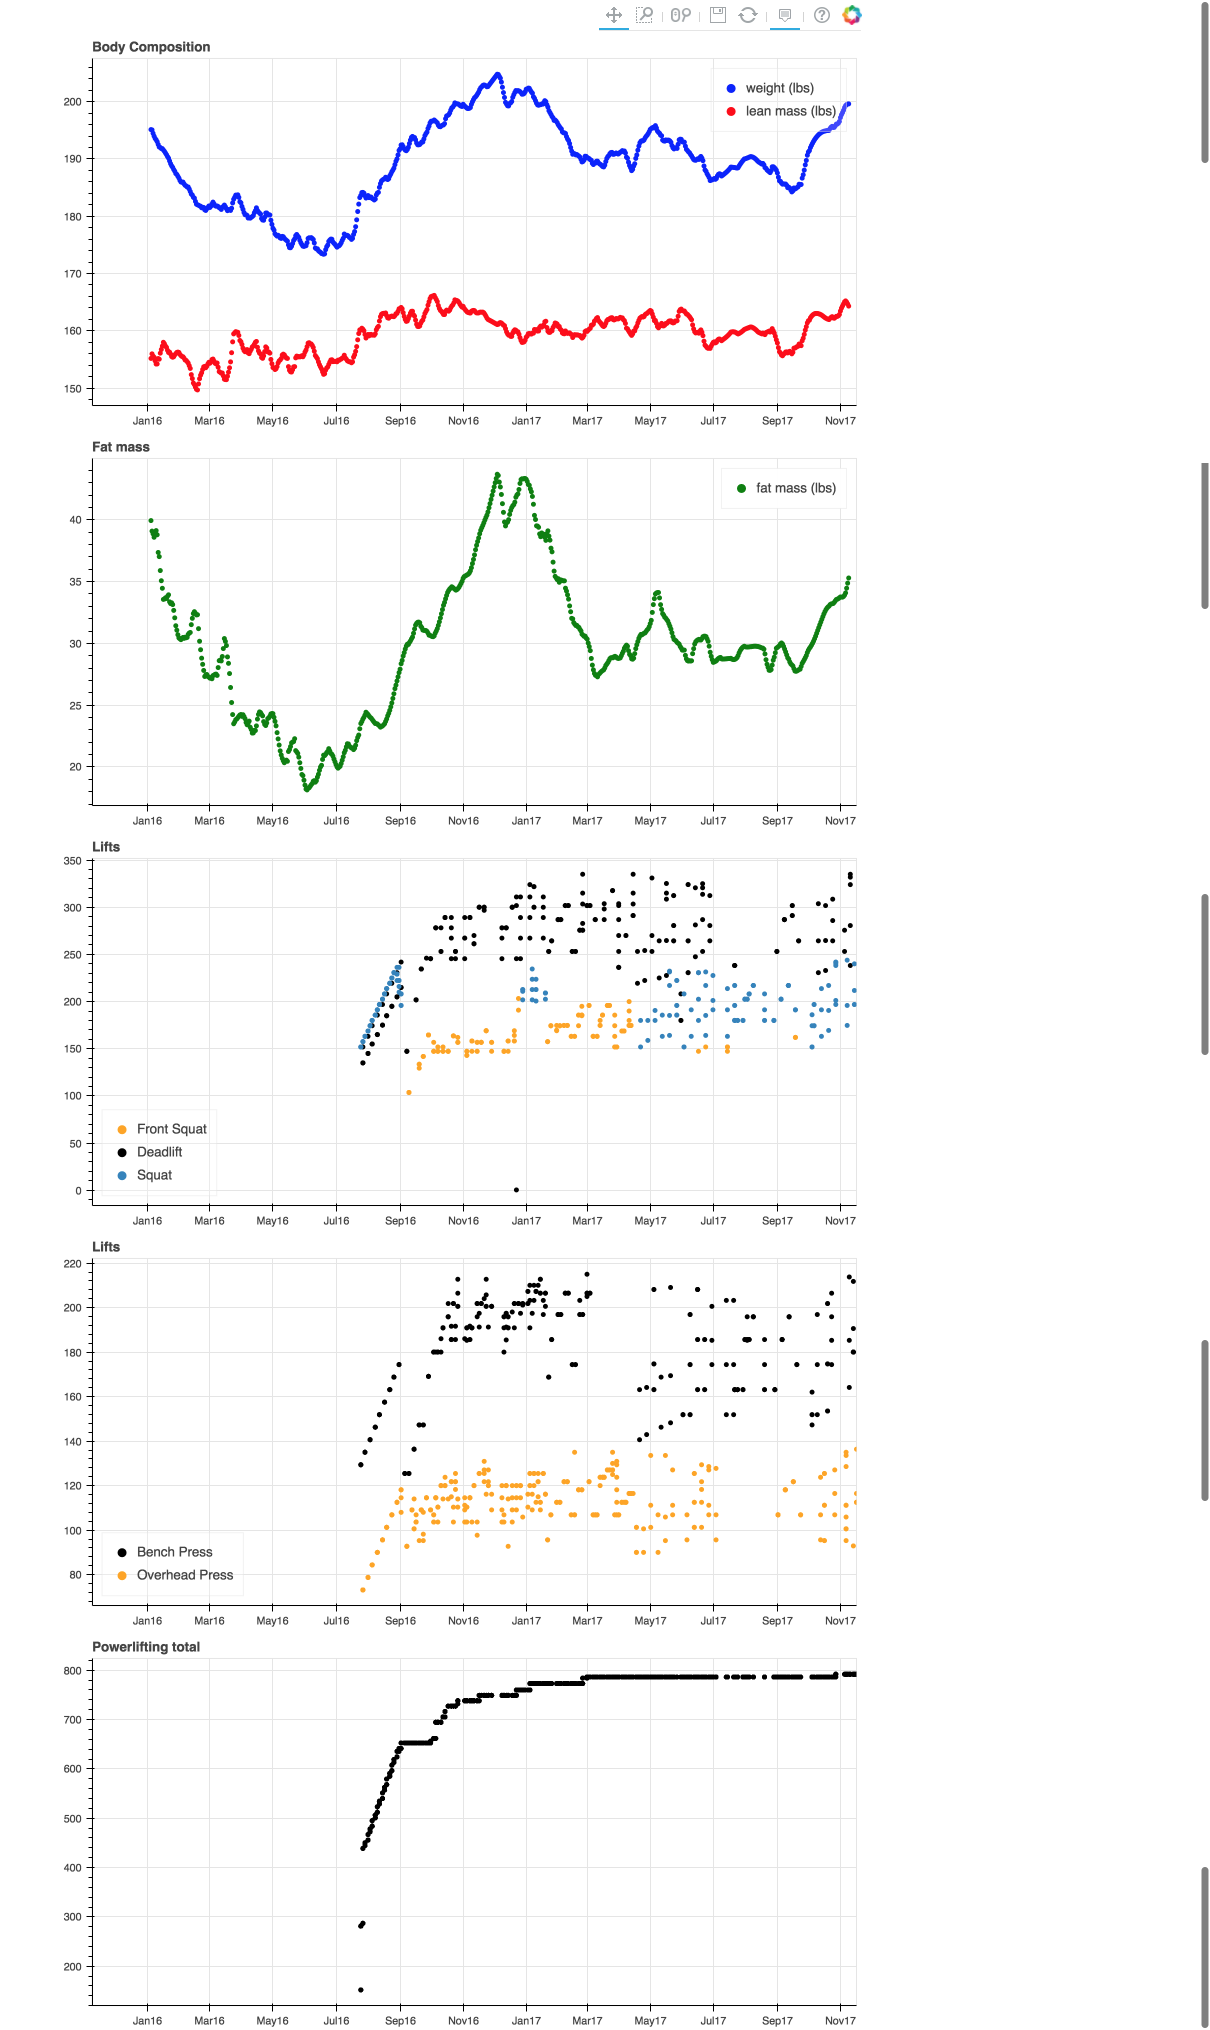 Body Composition
weight (lbs)
lean mass (lbs)
200
190
180
170
160
150
Jan16 Mar16 May16 Jul16 Sep16 Nov16 Jan17 Mar17 May17 Jul17 Sep17 Nov17
Fat mass
fat mass (lbs)
40
35
30
25
20
Jan16 Mar16 May16 Jul16 Sep16 Nov16 Jan17 Mar17 May17 Jul17 Sep17 Nov17
Lifts
350
300
250
200
150
100
50
0
Front Squat
Deadlift
Squat
Jan16 Mar16 May16 Jul16 Sep16 Nov16 Jan17 Mar17 May17 Jul17 Sep17 Nov17
Lifts
220
200
180
160
140
120
100
80
Bench Press
Overhead Press
Jan16 Mar16 May16 Jul16 Sep16 Nov16 Jan17 Mar17 May17 Jul17 Sep17 Nov17
Powerlifting total
800
700
600
500
400
300
200
Jan16 Mar16 May16 Jul16 Sep16 Nov16 Jan17 Mar17 May17 Jul17 Sep17 Nov17